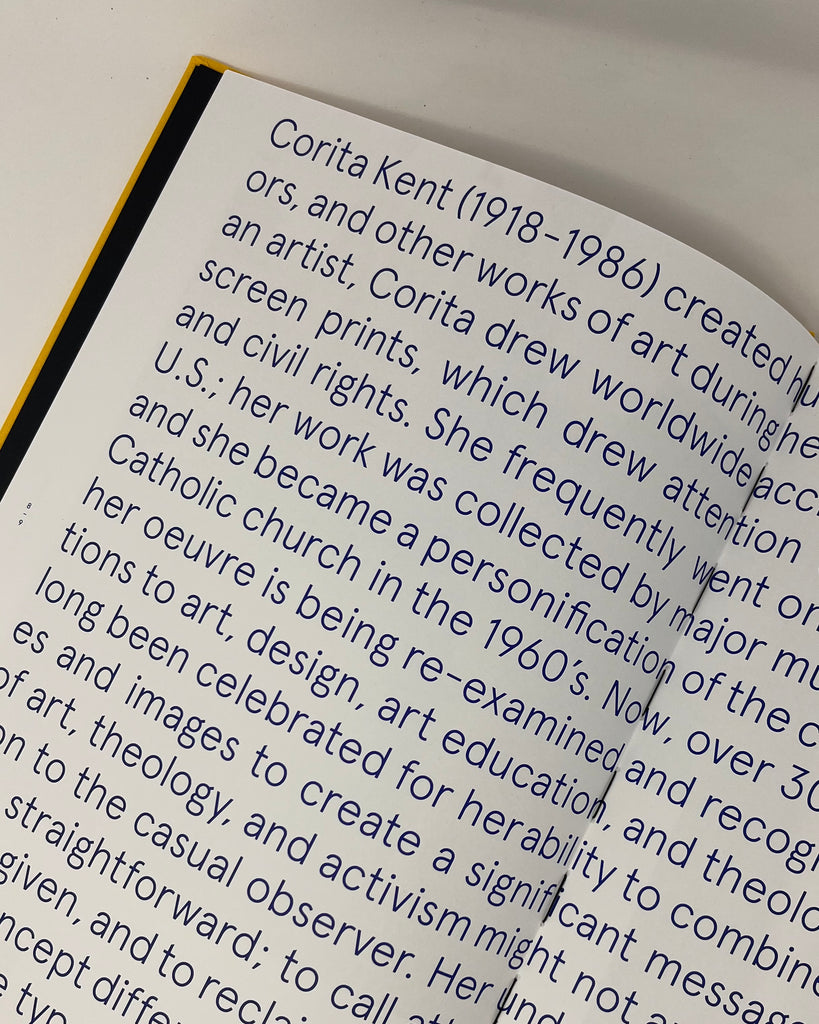 Corita Kent (1918–1986) created
ors, and other works of art during
an artist, Corita drew worldwide
screen prints, which drew attention
and civil rights. She frequently went
U.S.; her work was collected by major
and she became a personification of the
Catholic church in the 1960's. Now, over
her oeuvre is being re-examined and
tions to art, design, art education, and
long been celebrated for her ability to combine
es and images to create a significant message
of art, theology, and activism might not
on to the casual observer. Her
straightforward; to call
given, and to
8–9